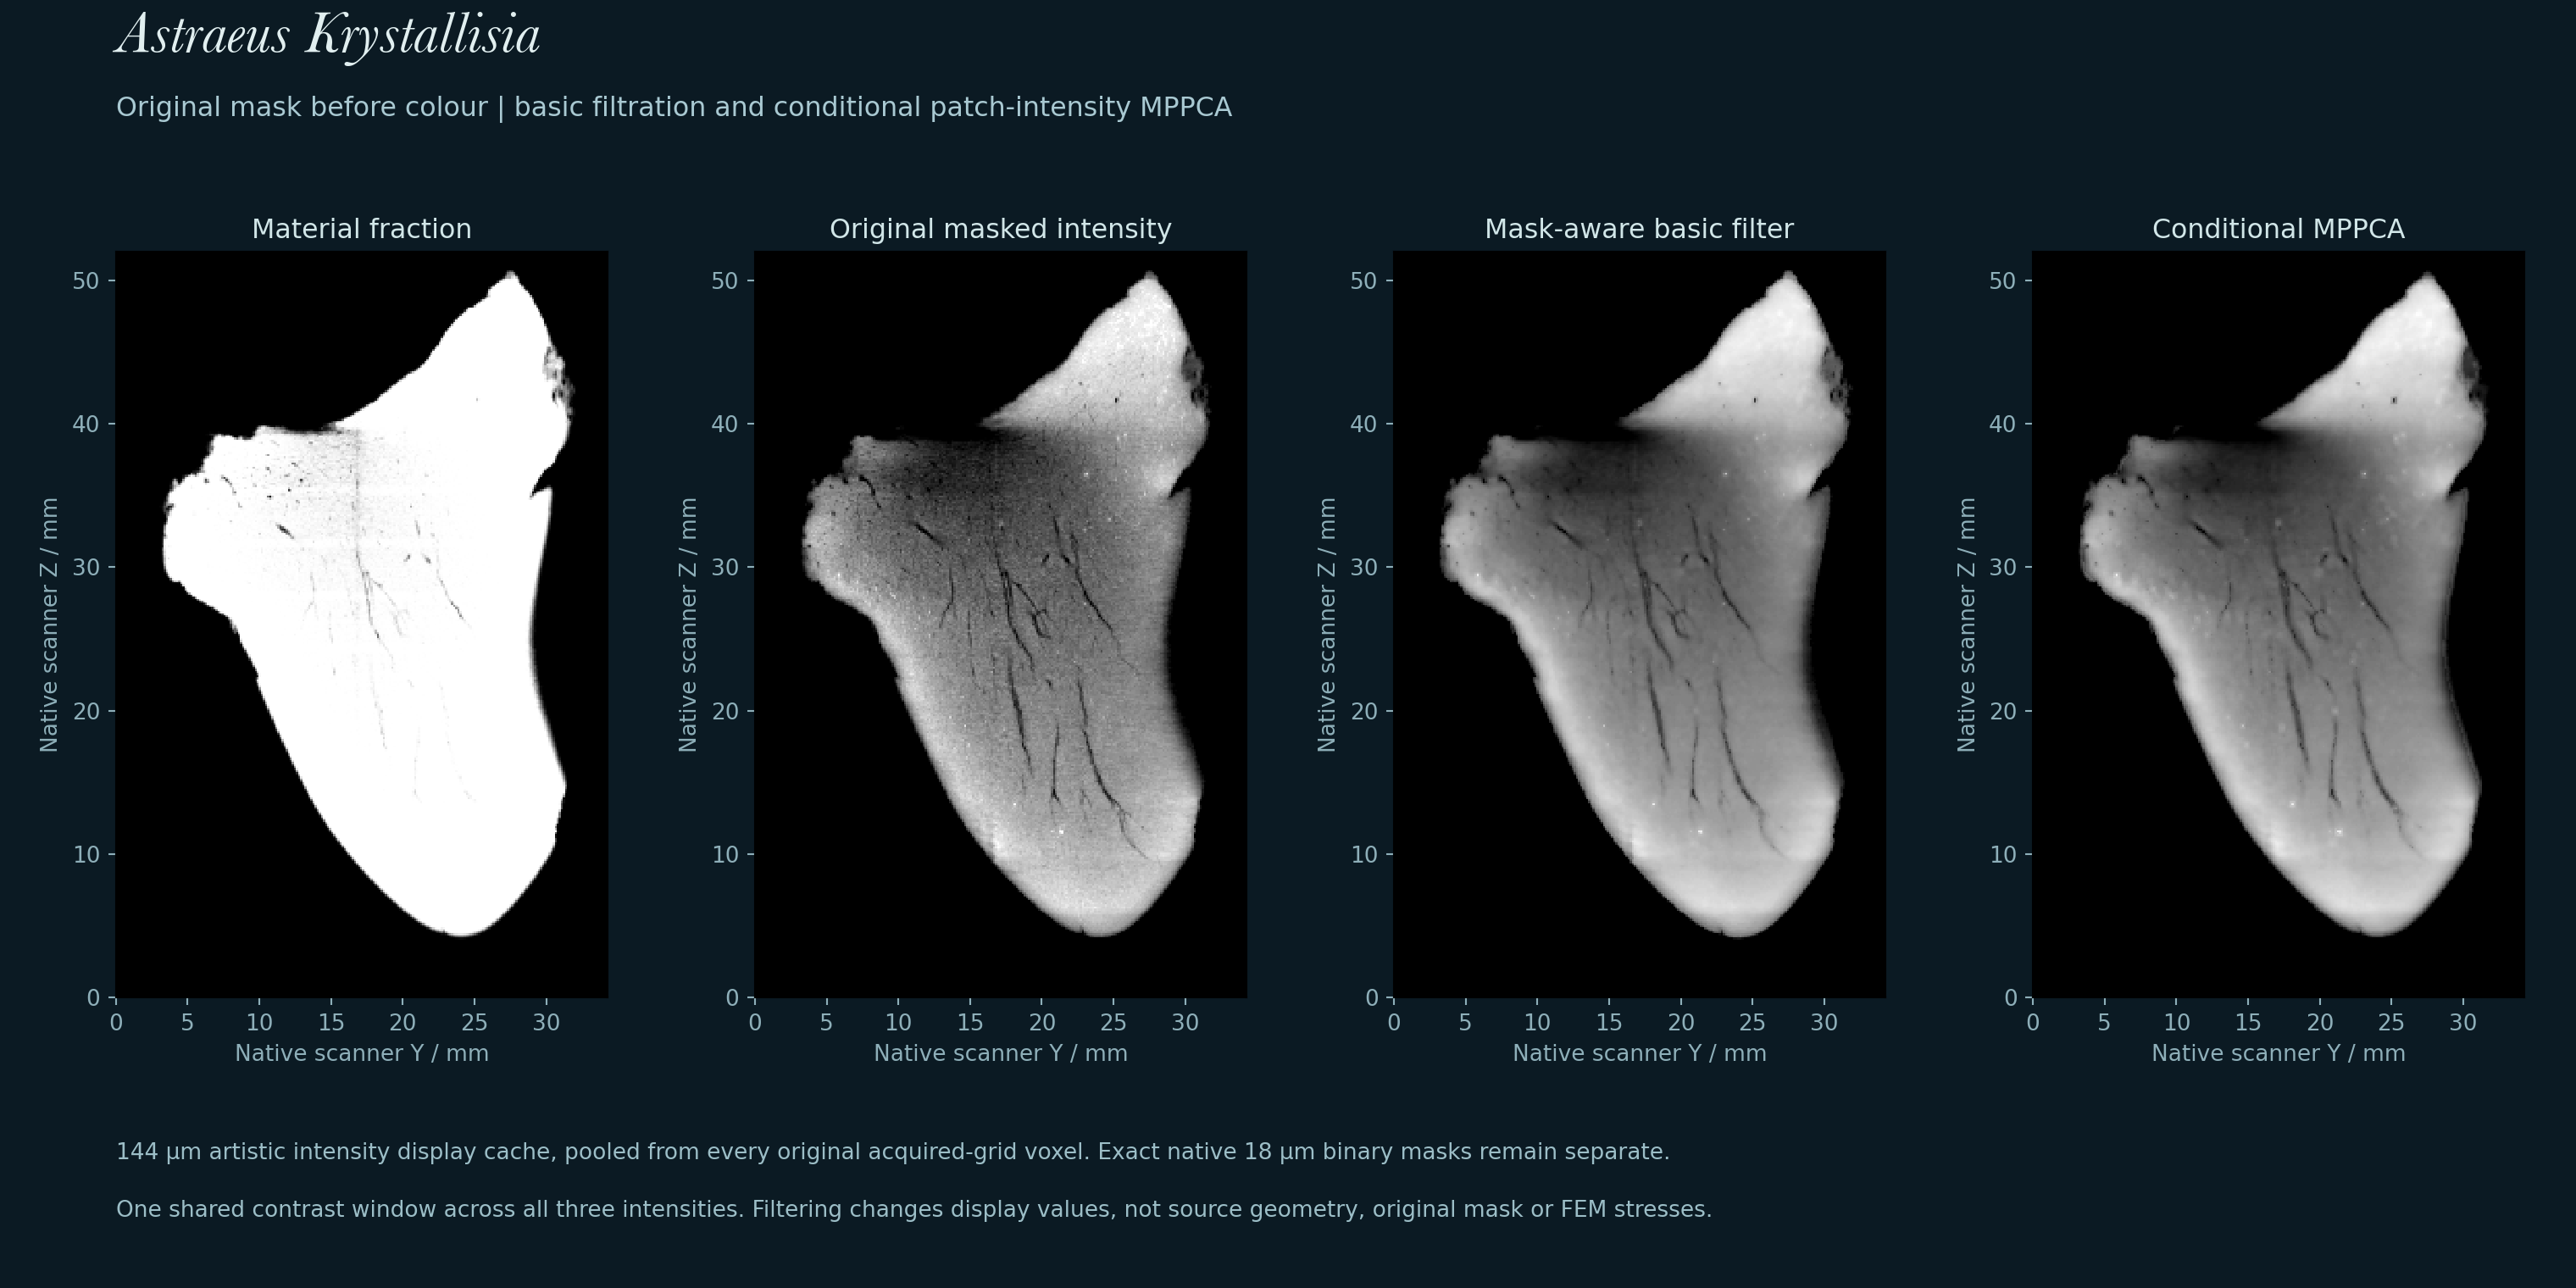 Astraeus Krystallisia
Original mask before colour | basic filtration and conditional patch-intensity MPPCA
Material fraction
Original masked intensity
Mask-aware basic filter
Conditional MPPCA
50
40
30
20
10
0
Native scanner Z / mm
0 5 10 15 20 25 30
Native scanner Y / mm
50
40
30
20
10
0
Native scanner Z / mm
0 5 10 15 20 25 30
Native scanner Y / mm
50
40
30
20
10
0
Native scanner Z / mm
0 5 10 15 20 25 30
Native scanner Y / mm
50
40
30
20
10
0
Native scanner Z / mm
0 5 10 15 20 25 30
Native scanner Y / mm
144 µm artistic intensity display cache, pooled from every original acquired-grid voxel. Exact native 18 µm binary masks remain separate.
One shared contrast window across all three intensities. Filtering changes display values, not source geometry, original mask or FEM stresses.